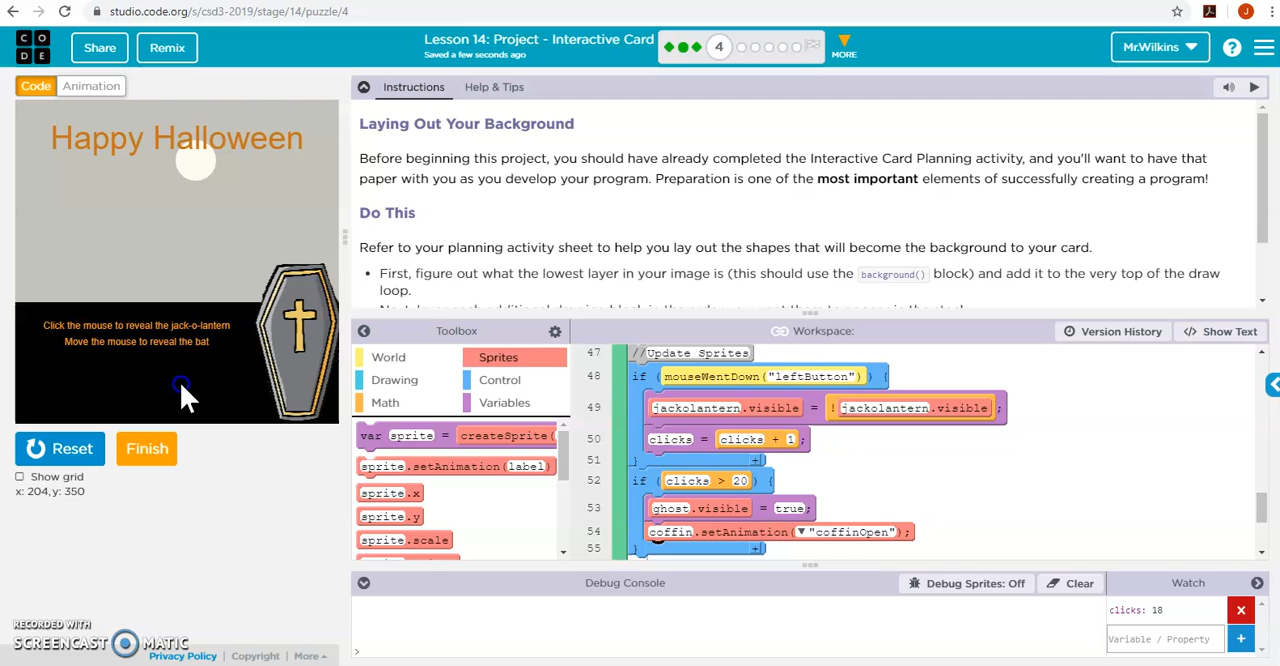 studio.code.org/s/csd3-2019/stage/14/puzzle/4
J
C O
D E
Share
Remix
Lesson 14: Project - Interactive Card
Saved a few seconds ago
4
MORE
Mr.Wilkins
?
Code
Animation
Happy Halloween
Click the mouse to reveal the jack-o-lantern
Move the mouse to reveal the bat
Reset
Finish
Show grid
x: 204, y: 350
Instructions
Help & Tips
Laying Out Your Background
Before beginning this project, you should have already completed the Interactive Card Planning activity, and you'll want to have that
paper with you as you develop your program. Preparation is one of the most important elements of successfully creating a program!
Do This
Refer to your planning activity sheet to help you lay out the shapes that will become the background to your card.
• First, figure out what the lowest layer in your image is (this should use the background() block) and add it to the very top of the draw
loop.
Toolbox
Workspace:
Version History
</> Show Text
World
Sprites
Drawing
Control
Math
Variables
var sprite = createSprite(
sprite.setAnimation(label)
sprite.x
sprite.y
sprite.scale
47 //Update Sprites
48 if (mouseWentDown("leftButton")) {
49 jackolantern.visible = !jackolantern.visible;
50 clicks = clicks + 1;
51 }
52 if (clicks > 20) {
53 ghost.visible = true;
54 coffin.setAnimation("coffinOpen");
55 }
Debug Console
Debug Sprites: Off
Clear
Watch
clicks: 18
Variable / Property
>
RECORDED WITH
SCREENCAST MATIC
Privacy Policy | Copyright | More